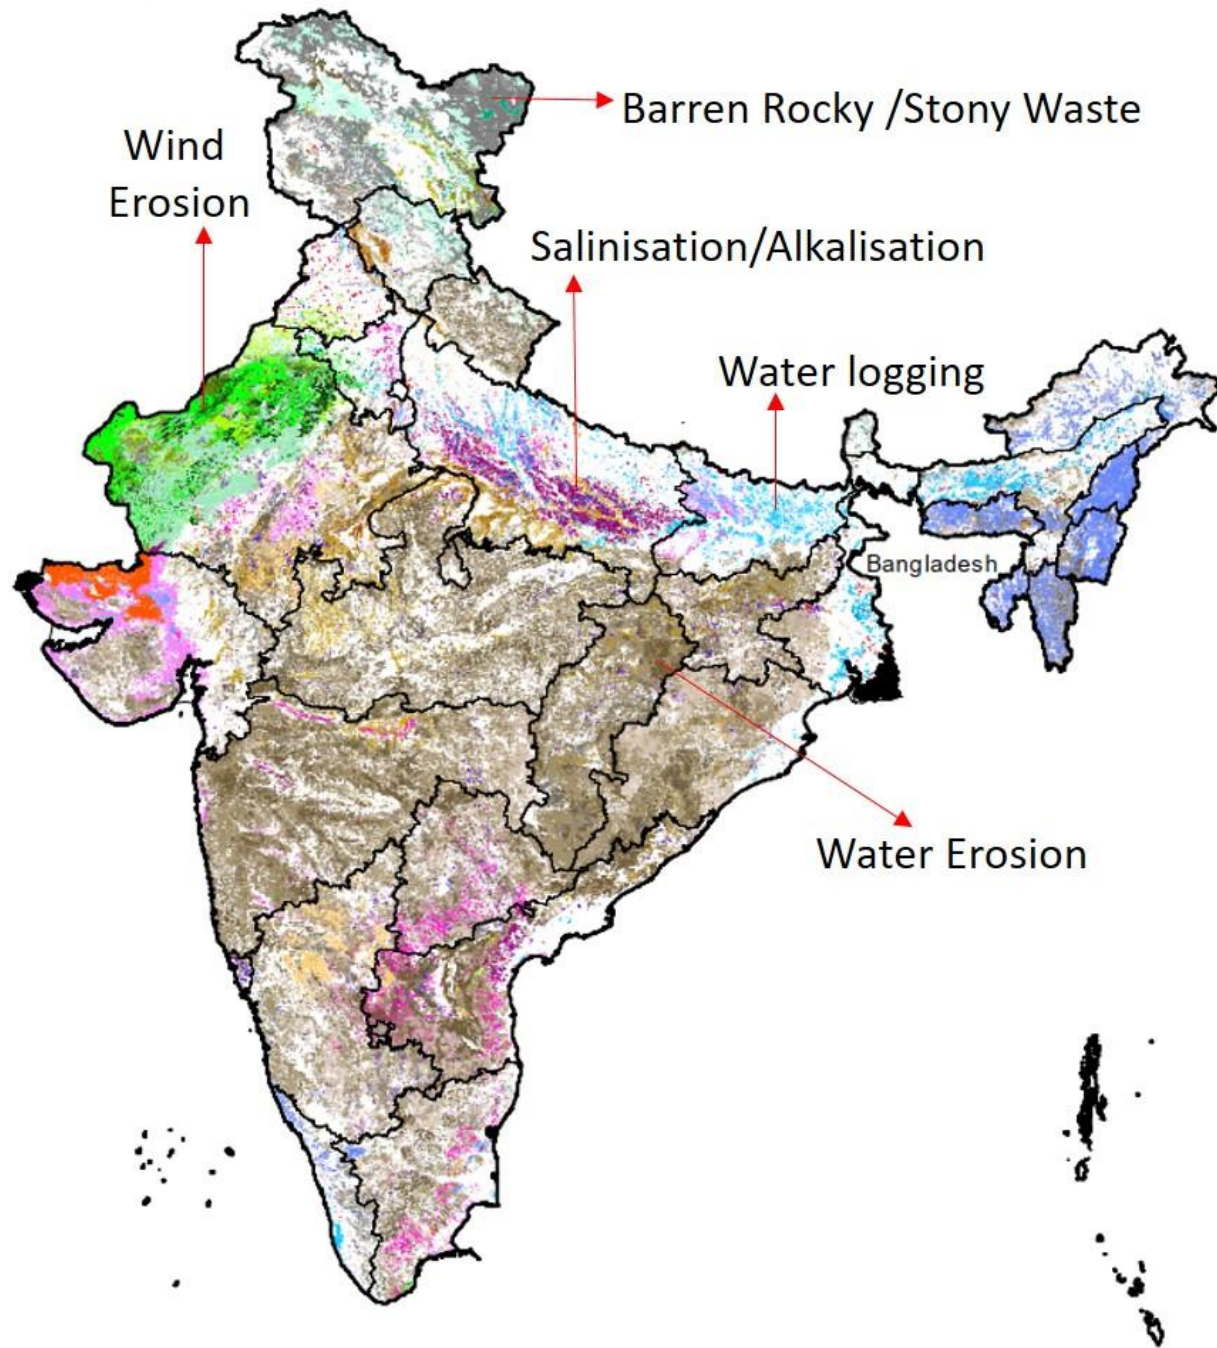 Barren Rocky /Stony Waste
Wind
Erosion
Salinisation/Alkalisation
Water logging
Bangladesh
Water Erosion